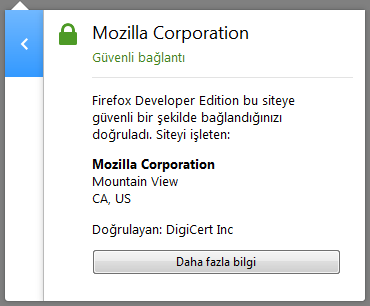 Mozilla Corporation
Güvenli bağlantı
Firefox Developer Edition bu siteye
güvenli bir şekilde bağlandığınızı
doğruladı. Siteyi işleten:
Mozilla Corporation
Mountain View
CA, US
Doğrulayan: DigiCert Inc
Daha fazla bilgi